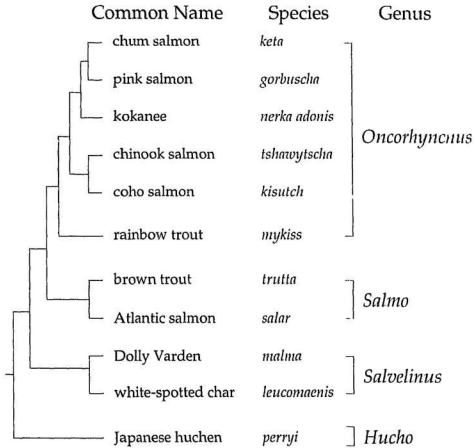 Common Name Species Genus
chum salmon keta
pink salmon gorbuscha
kokanee nerka adonis
Oncorhynchus
chinook salmon tshawytscha
coho salmon kisutch
rainbow trout mykiss
brown trout trutta
Salmo
Atlantic salmon salar
Dolly Varden malma
Salvelinus
white-spotted char leucomaenis
Japanese huchen perryi Hucho